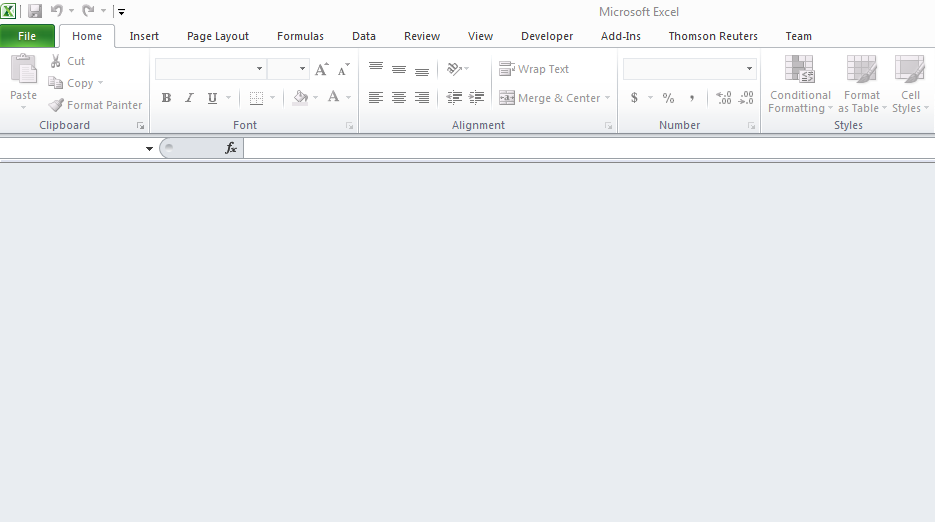 Microsoft Excel
File Home Insert Page Layout Formulas Data Review View Developer Add-Ins Thomson Reuters Team
Paste
Cut
Copy
Format Painter
Clipboard
A A
B I U A
Font
Wrap Text
Merge & Center
Alignment
$ % , .00 .00
Number
Conditional Formatting
Format as Table
Cell Styles
Styles
fx